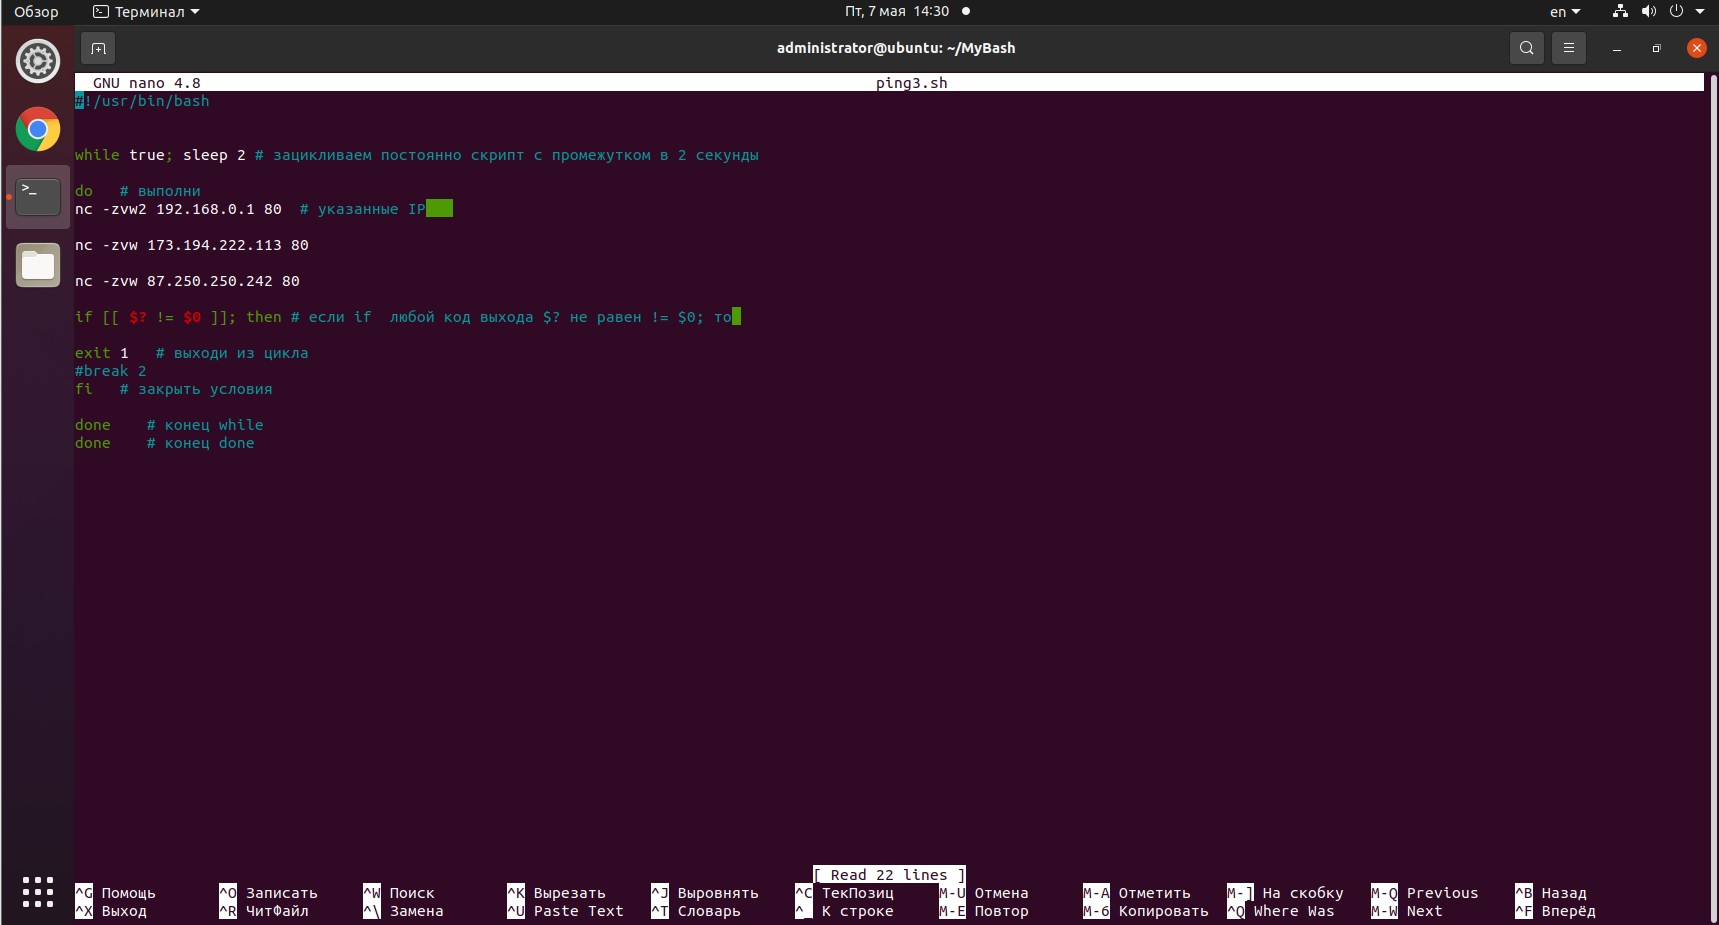 Обзор Терминал Пт, 7 мая 14:30 en
administrator@ubuntu: ~/MyBash
GNU nano 4.8 ping3.sh
#!/usr/bin/bash
while true; sleep 2 # зацикливаем постоянно скрипт с промежутком в 2 секунды
do # выполни
nc -zvw2 192.168.0.1 80 # указанные IP
nc -zvw 173.194.222.113 80
nc -zvw 87.250.250.242 80
if [[ $? != $0 ]]; then # если if любой код выхода $? не равен != $0; то
exit 1 # выходи из цикла
#break 2
fi # закрыть условия
done # конец while
done # конец done
[ Read 22 lines ]
^G Помощь ^O Записать ^W Поиск ^K Вырезать ^J Выровнять ^C ТекПозиц M-U Отмена M-A Отметить M-] На скобку M-Q Previous ^B Назад
^X Выход ^R ЧитФайл ^\ Замена ^U Paste Text ^T Словарь ^_ К строке M-E Повтор M-6 Копировать ^Q Where Was M-W Next ^F Вперёд